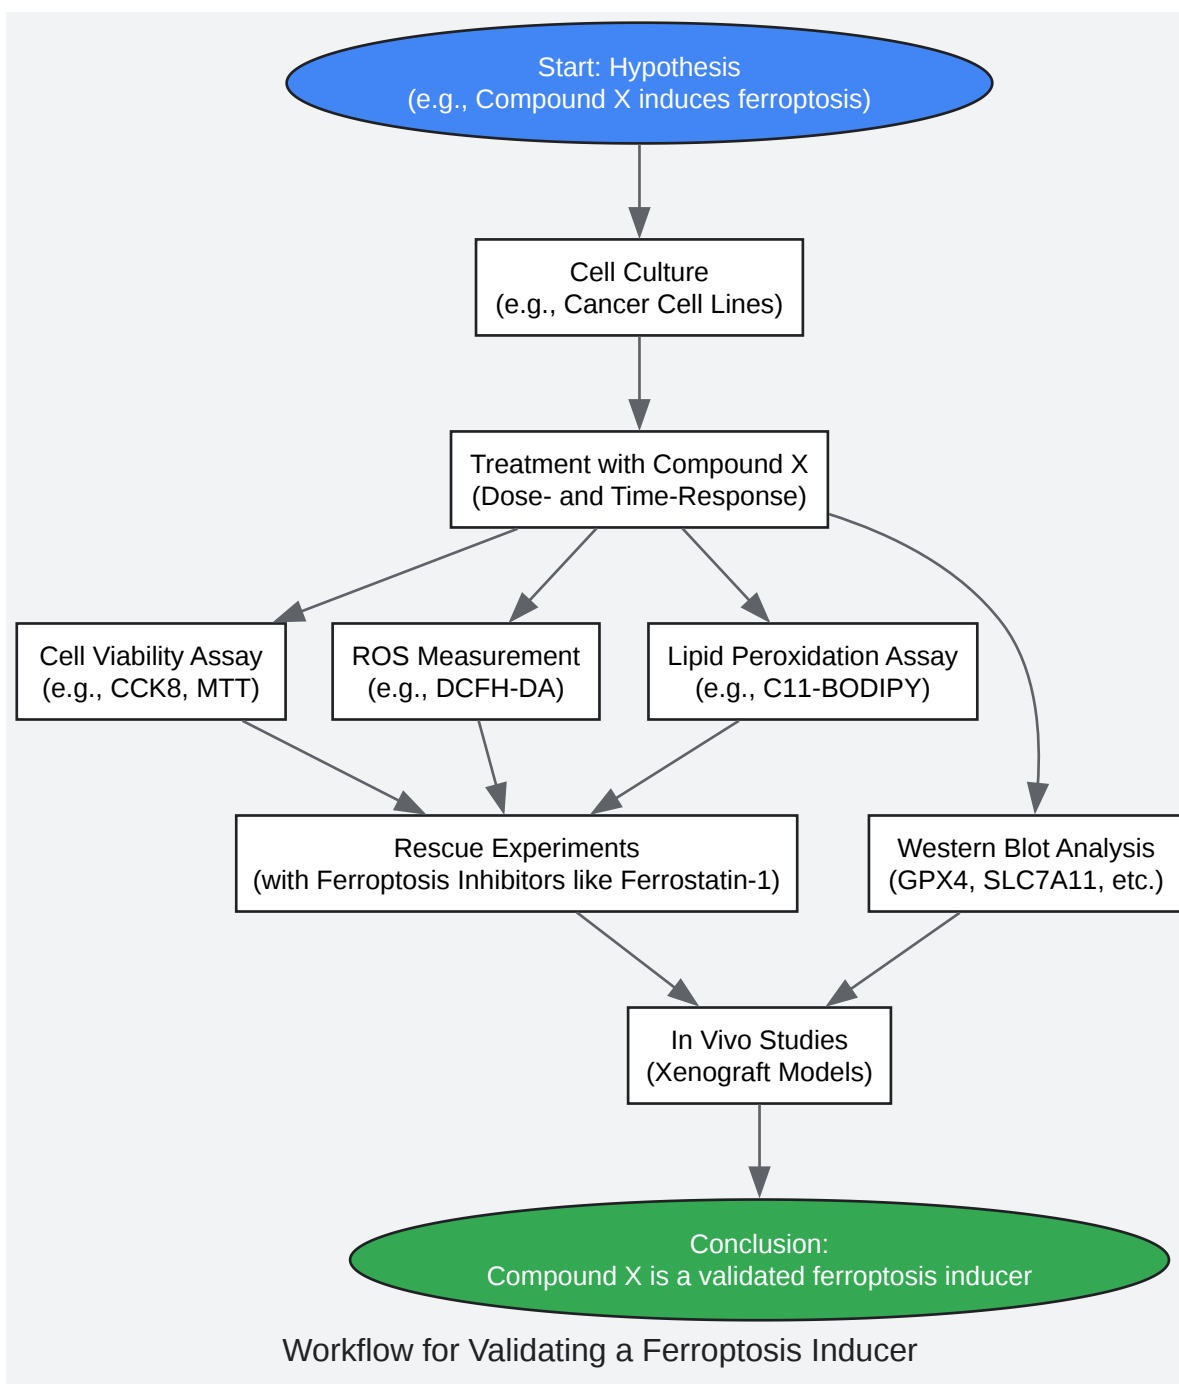 Start: Hypothesis
(e.g., Compound X induces ferroptosis)
Cell Culture
(e.g., Cancer Cell Lines)
Treatment with Compound X
(Dose- and Time-Response)
Cell Viability Assay
(e.g., CCK8, MTT)
ROS Measurement
(e.g., DCFH-DA)
Lipid Peroxidation Assay
(e.g., C11-BODIPY)
Rescue Experiments
(with Ferroptosis Inhibitors like Ferrostatin-1)
Western Blot Analysis
(GPX4, SLC7A11, etc.)
In Vivo Studies
(Xenograft Models)
Conclusion:
Compound X is a validated ferroptosis inducer
Workflow for Validating a Ferroptosis Inducer